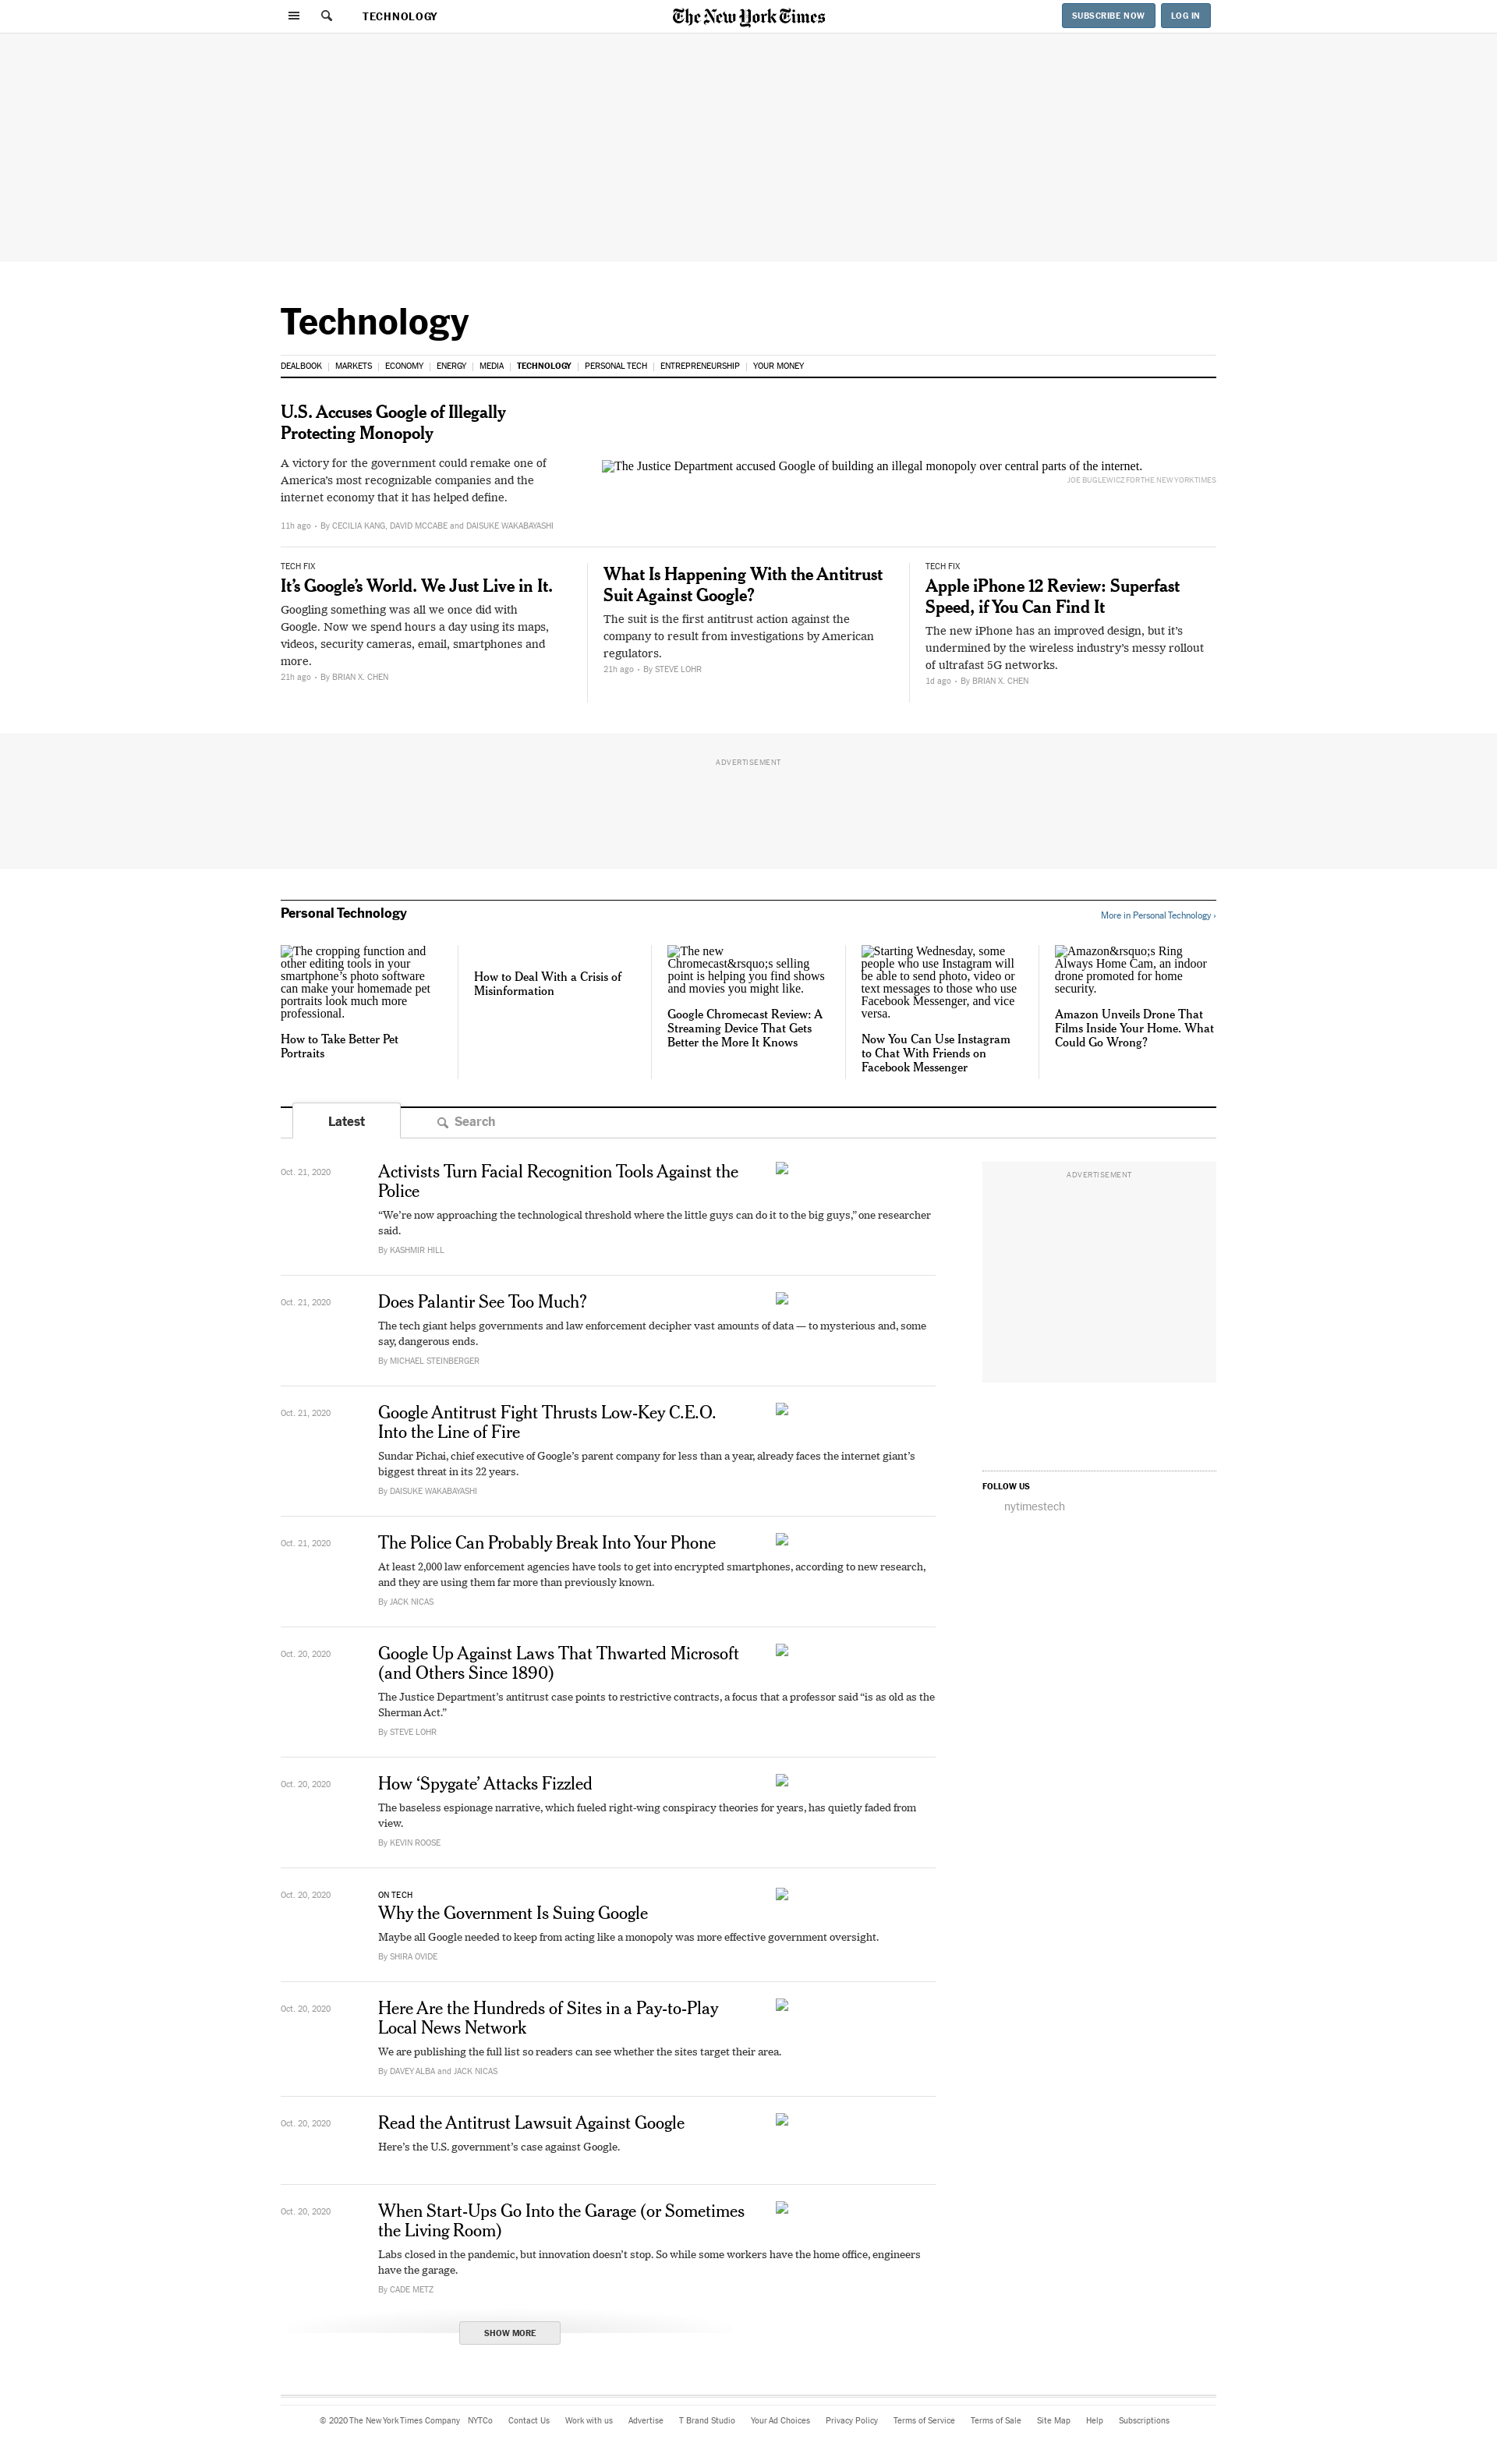 TECHNOLOGY
The New York Times
SUBSCRIBE NOW
LOG IN
Technology
DEALBOOK | MARKETS | ECONOMY | ENERGY | MEDIA | TECHNOLOGY | PERSONAL TECH | ENTREPRENEURSHIP | YOUR MONEY
U.S. Accuses Google of Illegally
Protecting Monopoly
A victory for the government could remake one of
America’s most recognizable companies and the
internet economy that it has helped define.
11h ago • By CECILIA KANG, DAVID MCCABE and DAISUKE WAKABAYASHI
The Justice Department accused Google of building an illegal monopoly over central parts of the internet.
JOE BUGLEWICZ FOR THE NEW YORK TIMES
TECH FIX
It’s Google’s World. We Just Live in It.
Googling something was all we once did with
Google. Now we spend hours a day using its maps,
videos, security cameras, email, smartphones and
more.
21h ago • By BRIAN X. CHEN
What Is Happening With the Antitrust
Suit Against Google?
The suit is the first antitrust action against the
company to result from investigations by American
regulators.
21h ago • By STEVE LOHR
TECH FIX
Apple iPhone 12 Review: Superfast
Speed, if You Can Find It
The new iPhone has an improved design, but it’s
undermined by the wireless industry’s messy rollout
of ultrafast 5G networks.
1d ago • By BRIAN X. CHEN
ADVERTISEMENT
Personal Technology
More in Personal Technology ›
The cropping function and
other editing tools in your
smartphone’s photo software
can make your homemade pet
portraits look much more
professional.
How to Take Better Pet
Portraits
How to Deal With a Crisis of
Misinformation
The new
Chromecast&rsquo;s selling
point is helping you find shows
and movies you might like.
Google Chromecast Review: A
Streaming Device That Gets
Better the More It Knows
Starting Wednesday, some
people who use Instagram will
be able to send photo, video or
text messages to those who use
Facebook Messenger, and vice
versa.
Now You Can Use Instagram
to Chat With Friends on
Facebook Messenger
Amazon&rsquo;s Ring
Always Home Cam, an indoor
drone promoted for home
security.
Amazon Unveils Drone That
Films Inside Your Home. What
Could Go Wrong?
Latest
Search
Oct. 21, 2020
Activists Turn Facial Recognition Tools Against the
Police
“We’re now approaching the technological threshold where the little guys can do it to the big guys,” one researcher
said.
By KASHMIR HILL
ADVERTISEMENT
Oct. 21, 2020
Does Palantir See Too Much?
The tech giant helps governments and law enforcement decipher vast amounts of data — to mysterious and, some
say, dangerous ends.
By MICHAEL STEINBERGER
Oct. 21, 2020
Google Antitrust Fight Thrusts Low-Key C.E.O.
Into the Line of Fire
Sundar Pichai, chief executive of Google’s parent company for less than a year, already faces the internet giant’s
biggest threat in its 22 years.
By DAISUKE WAKABAYASHI
FOLLOW US
nytimestech
Oct. 21, 2020
The Police Can Probably Break Into Your Phone
At least 2,000 law enforcement agencies have tools to get into encrypted smartphones, according to new research,
and they are using them far more than previously known.
By JACK NICAS
Oct. 20, 2020
Google Up Against Laws That Thwarted Microsoft
(and Others Since 1890)
The Justice Department’s antitrust case points to restrictive contracts, a focus that a professor said “is as old as the
Sherman Act.”
By STEVE LOHR
Oct. 20, 2020
How ‘Spygate’ Attacks Fizzled
The baseless espionage narrative, which fueled right-wing conspiracy theories for years, has quietly faded from
view.
By KEVIN ROOSE
Oct. 20, 2020
ON TECH
Why the Government Is Suing Google
Maybe all Google needed to keep from acting like a monopoly was more effective government oversight.
By SHIRA OVIDE
Oct. 20, 2020
Here Are the Hundreds of Sites in a Pay-to-Play
Local News Network
We are publishing the full list so readers can see whether the sites target their area.
By DAVEY ALBA and JACK NICAS
Oct. 20, 2020
Read the Antitrust Lawsuit Against Google
Here’s the U.S. government’s case against Google.
Oct. 20, 2020
When Start-Ups Go Into the Garage (or Sometimes
the Living Room)
Labs closed in the pandemic, but innovation doesn’t stop. So while some workers have the home office, engineers
have the garage.
By CADE METZ
SHOW MORE
© 2020 The New York Times Company NYTCo Contact Us Work with us Advertise T Brand Studio Your Ad Choices Privacy Policy Terms of Service Terms of Sale Site Map Help Subscriptions